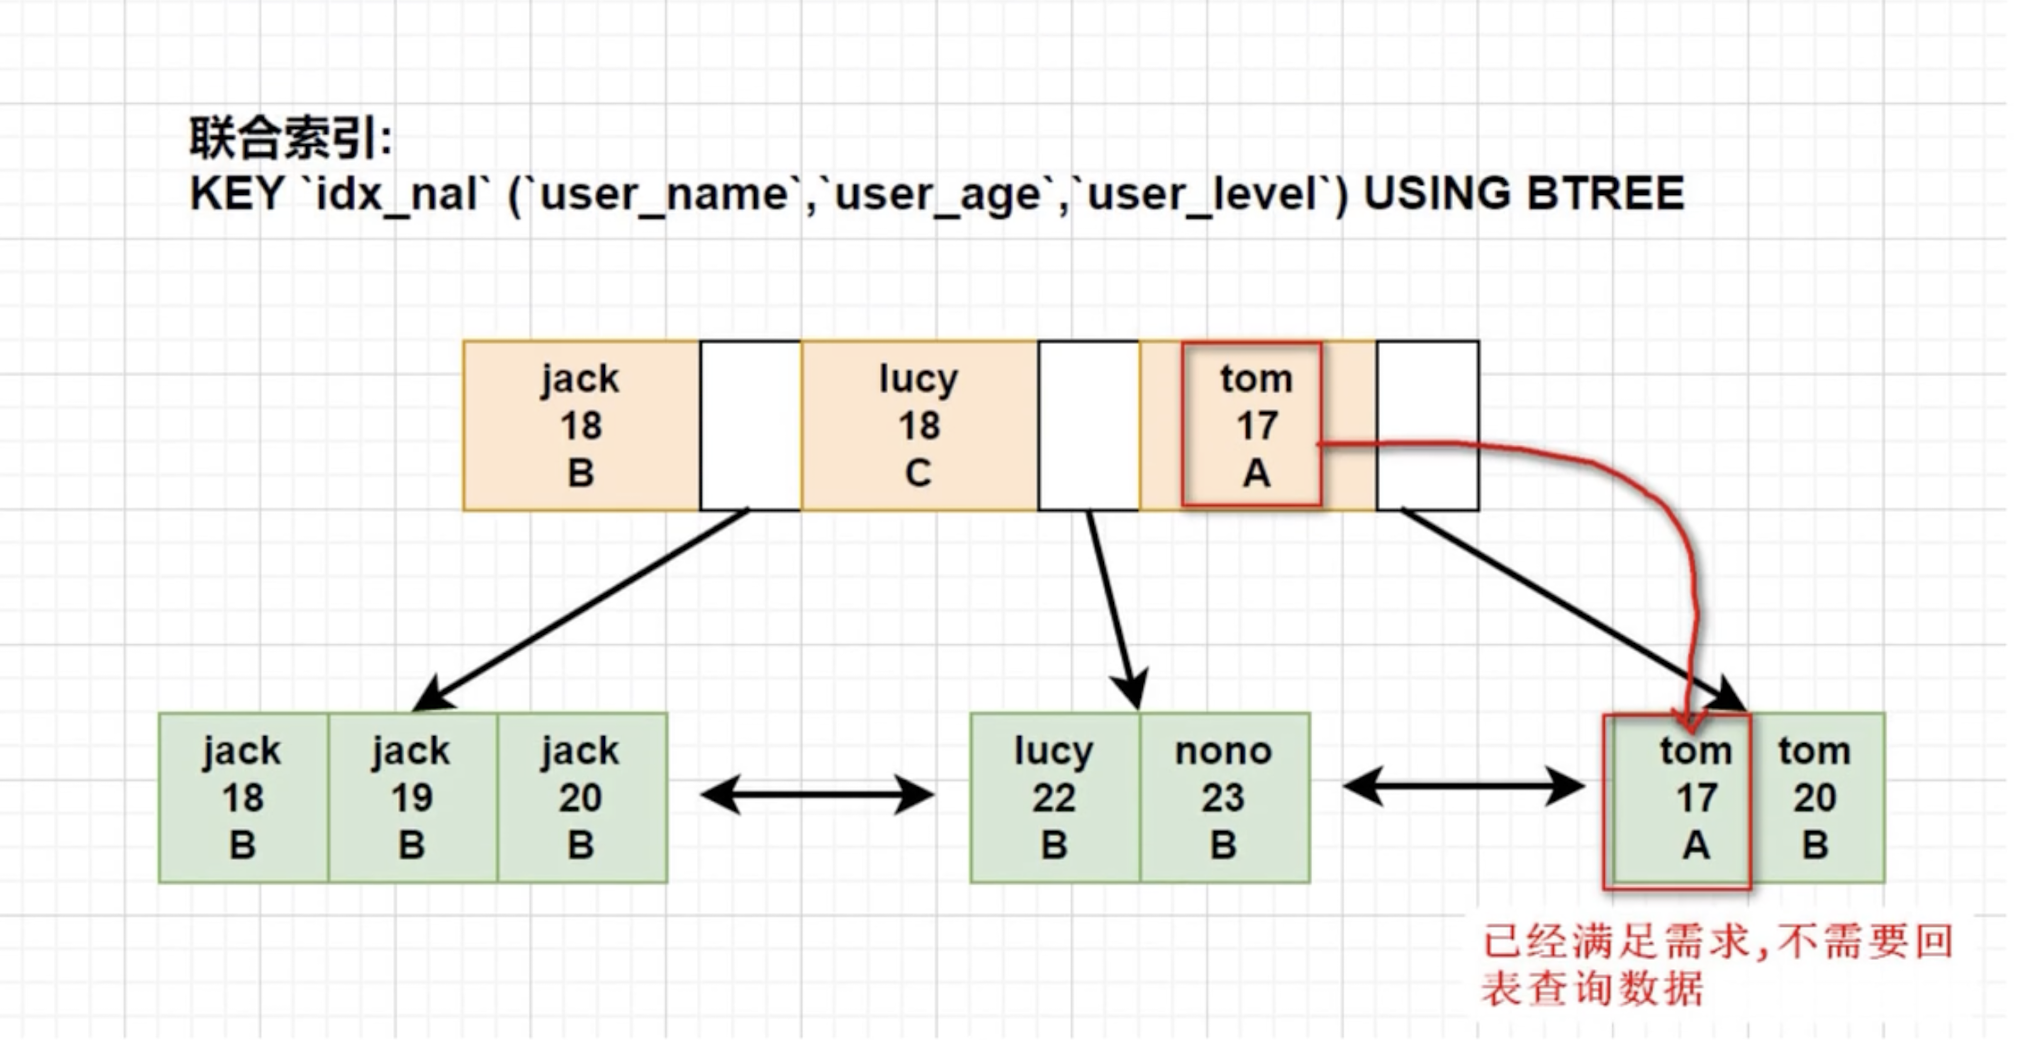 联合索引:
KEY `idx_nal` (`user_name`,`user_age`,`user_level`) USING BTREE
jack
18
B
lucy
18
C
tom
17
A
jack
18
B
jack
19
B
jack
20
B
lucy
22
B
nono
23
B
tom
17
A
tom
20
B
已经满足需求,不需要回
表查询数据